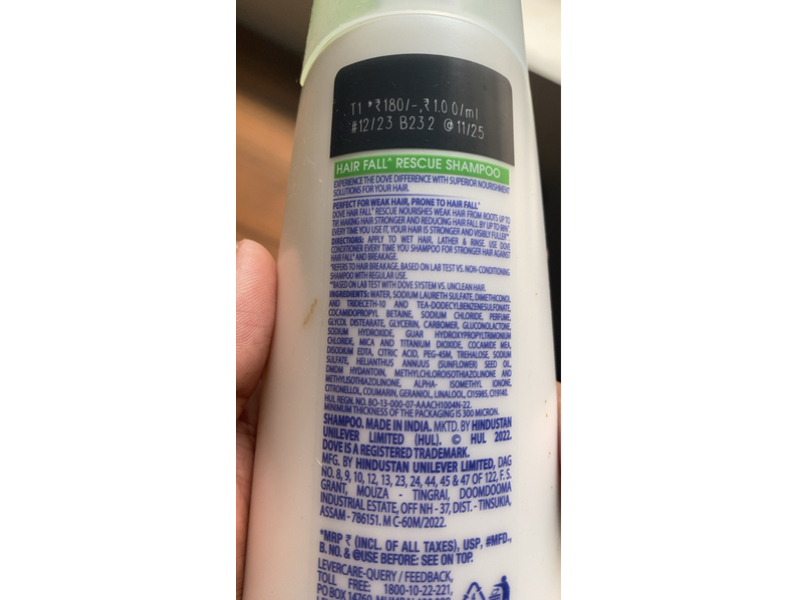 T1 *₹180/-,₹1.00/ml
#12/23 B232 @11/25
HAIR FALL^ RESCUE SHAMPOO
EXPERIENCE THE DOVE DIFFERENCE WITH SUPERIOR NOURISHMENT
SOLUTIONS FOR YOUR HAIR.
PERFECT FOR WEAK HAIR, PRONE TO HAIR FALL^
DOVE HAIR FALL^ RESCUE NOURISHES WEAK HAIR FROM ROOTS UP TO
TIP, MAKING HAIR STRONGER AND REDUCING HAIR FALL BY UP TO 98%^.
EVERY TIME YOU USE IT, YOUR HAIR IS STRONGER AND VISIBLY FULLER**.
DIRECTIONS: APPLY TO WET HAIR, LATHER & RINSE. USE DOVE
CONDITIONER EVERY TIME YOU SHAMPOO FOR STRONGER HAIR AGAINST
HAIR FALL^ AND BREAKAGE.
^REFERS TO HAIR BREAKAGE, BASED ON LAB TEST VS. NON-CONDITIONING
SHAMPOO WITH REGULAR USE.
**BASED ON LAB TEST WITH DOVE SYSTEM VS. UNCLEAN HAIR.
INGREDIENTS: WATER, SODIUM LAURETH SULFATE, DIMETHICONOL
AND TRIDECETH-10 AND TEA-DODECYLBENZENESULFONATE,
COCAMIDOPROPYL BETAINE, SODIUM CHLORIDE, PERFUME,
GLYCOL DISTEARATE, GLYCERIN, CARBOMER, GLUCONOLACTONE,
SODIUM HYDROXIDE, GUAR HYDROXYPROPYLTRIMONIUM
CHLORIDE, MICA AND TITANIUM DIOXIDE, COCAMIDE MEA,
DISODIUM EDTA, CITRIC ACID, PEG-45M, TREHALOSE, SODIUM
SULFATE, HELIANTHUS ANNUUS (SUNFLOWER) SEED OIL,
DMDM HYDANTOIN, METHYLCHLOROISOTHIAZOLINONE AND
METHYLISOTHIAZOLINONE, ALPHA- ISOMETHYL IONONE,
CITRONELLOL, COUMARIN, GERANIOL, LINALOOL, CI15985, CI19140.
HUL REGN. NO. BO-13-000-07-AAACH1004N-22.
MINIMUM THICKNESS OF THE PACKAGING IS 300 MICRON.
SHAMPOO. MADE IN INDIA. MKTD. BY HINDUSTAN
UNILEVER LIMITED (HUL). © HUL 2022.
DOVE IS A REGISTERED TRADEMARK.
MFG. BY HINDUSTAN UNILEVER LIMITED, DAG
NO. 8, 9, 10, 12, 13, 23, 24, 44, 45 & 47 OF 122, F. S.
GRANT, MOUZA - TINGRAI, DOOMDOOMA
INDUSTRIAL ESTATE, OFF NH - 37, DIST. - TINSUKIA,
ASSAM - 786151. M C-60M/2022.
*MRP ₹ (INCL. OF ALL TAXES), USP, #MFD.,
B. NO. & @USE BEFORE: SEE ON TOP.
LEVERCARE-QUERY / FEEDBACK,
TOLL FREE: 1800-10-22-221,
PO BOX 14760, MUMBAI